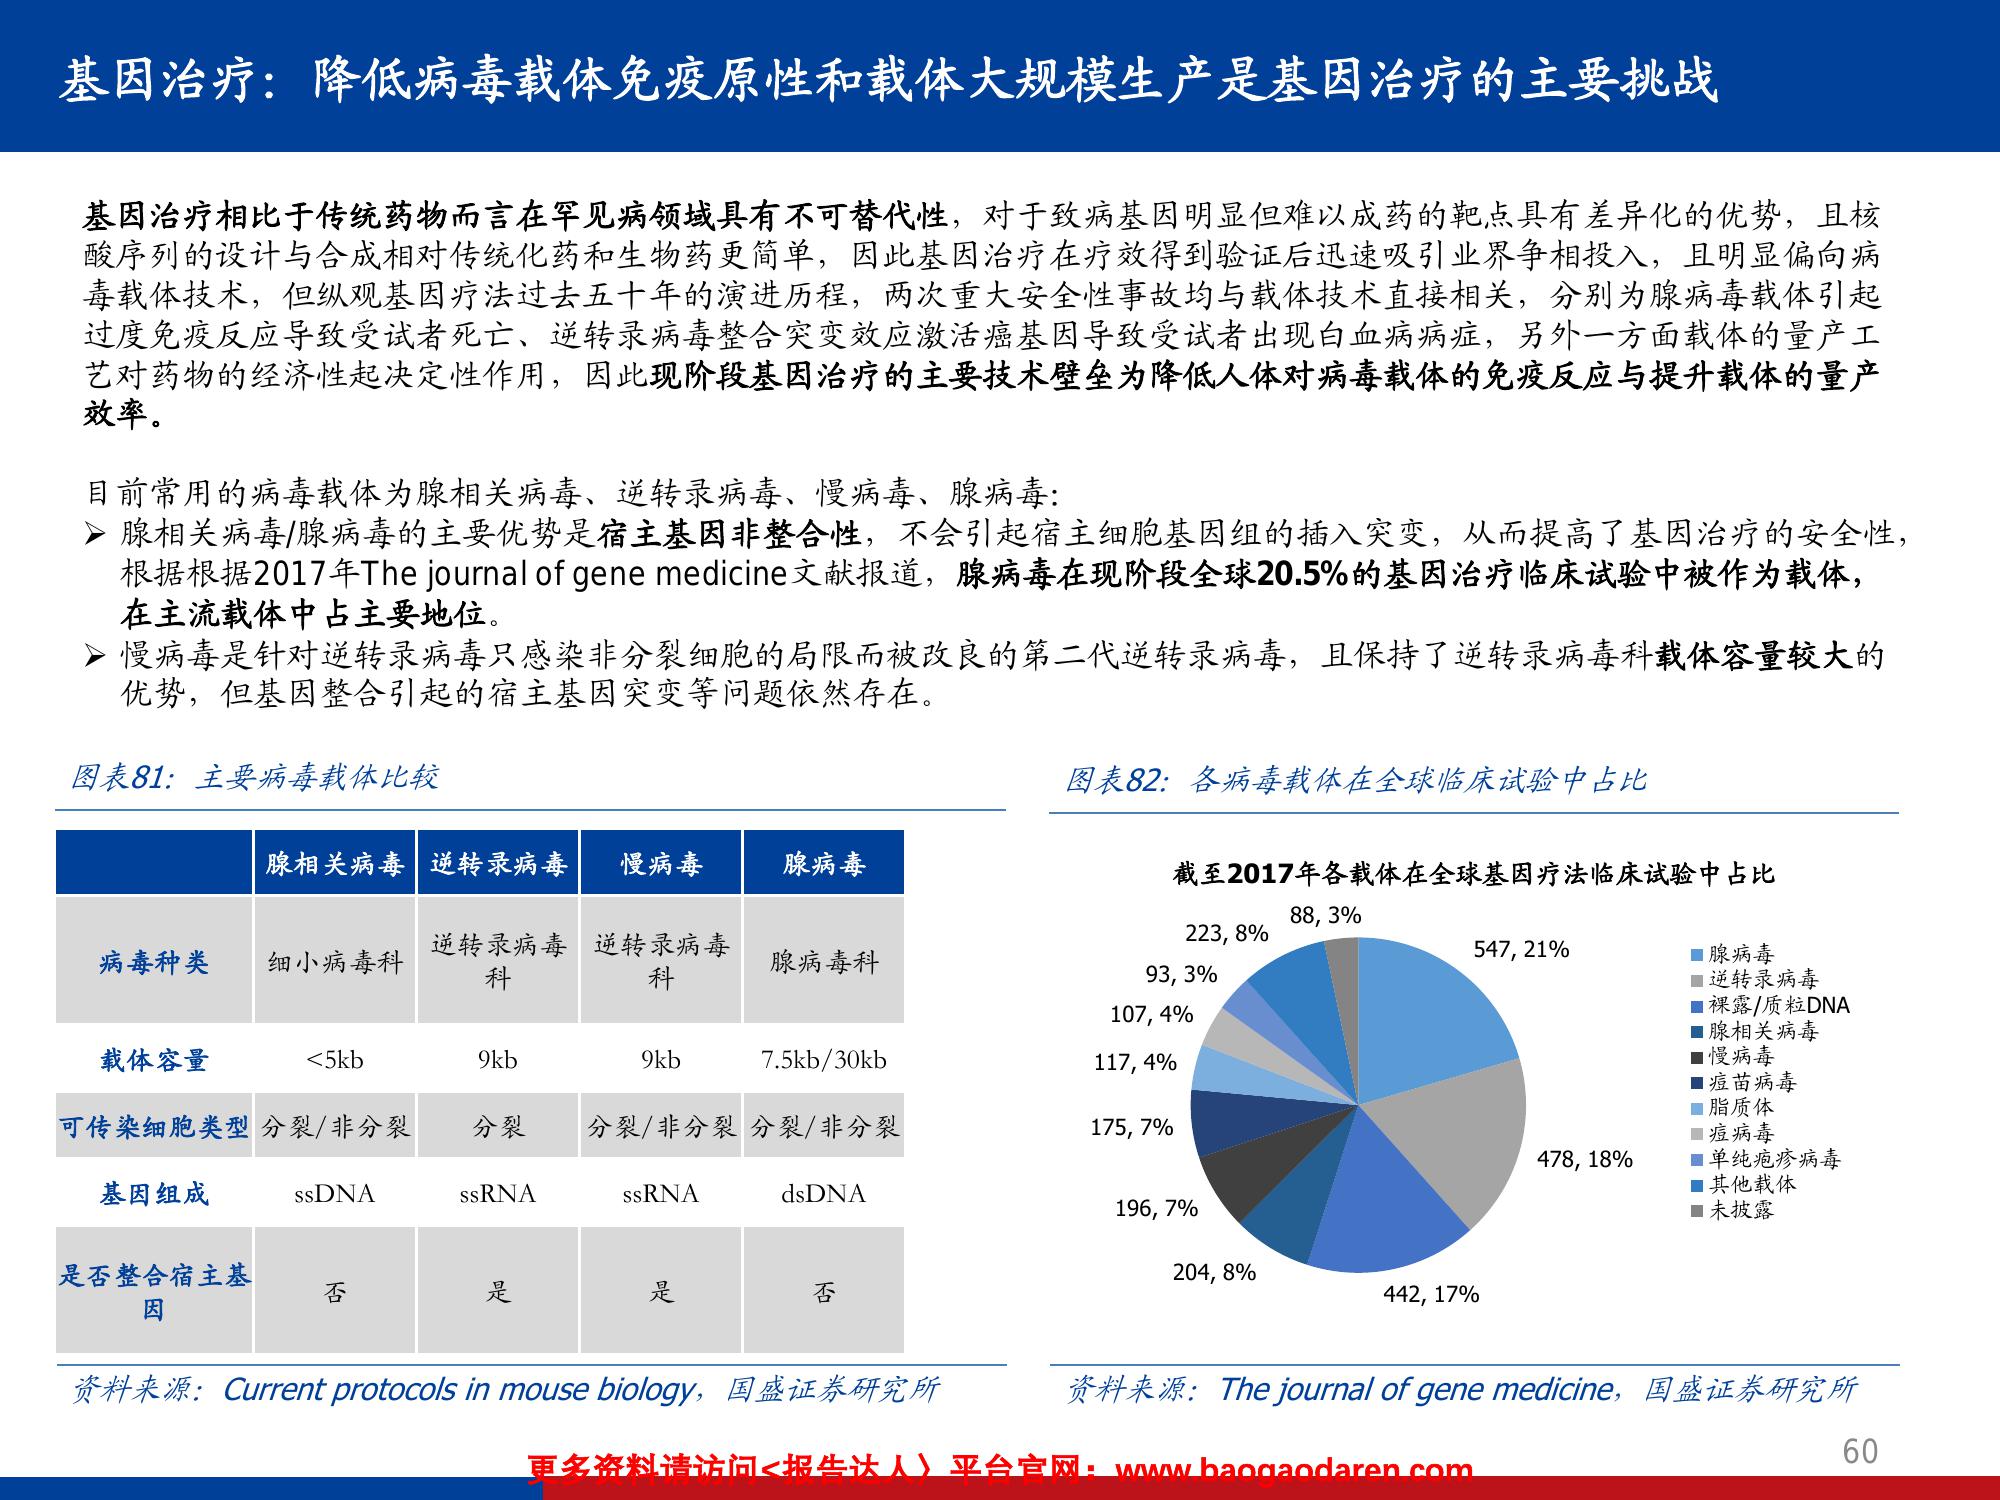 基因治疗：降低病毒载体免疫原性和载体大规模生产是基因治疗的主要挑战
基因治疗相比于传统药物而言在罕见病领域具有不可替代性，对于致病基因明显但难以成药的靶点具有差异化的优势，且核
酸序列的设计与合成相对传统化药和生物药更简单，因此基因治疗在疗效得到验证后迅速吸引业界争相投入，且明显偏向病
毒载体技术，但纵观基因疗法过去五十年的演进历程，两次重大安全性事故均与载体技术直接相关，分别为腺病毒载体引起
过度免疫反应导致受试者死亡、逆转录病毒整合突变效应激活癌基因导致受试者出现白血病病症，另外一方面载体的量产工
艺对药物的经济性起决定性作用，因此现阶段基因治疗的主要技术壁垒为降低人体对病毒载体的免疫反应与提升载体的量产
效率。
目前常用的病毒载体为腺相关病毒、逆转录病毒、慢病毒、腺病毒：
➢ 腺相关病毒/腺病毒的主要优势是宿主基因非整合性，不会引起宿主细胞基因组的插入突变，从而提高了基因治疗的安全性，
根据根据2017年The journal of gene medicine文献报道，腺病毒在现阶段全球20.5%的基因治疗临床试验中被作为载体，
在主流载体中占主要地位。
➢ 慢病毒是针对逆转录病毒只感染非分裂细胞的局限而被改良的第二代逆转录病毒，且保持了逆转录病毒科载体容量较大的
优势，但基因整合引起的宿主基因突变等问题依然存在。
图表81：主要病毒载体比较
腺相关病毒 逆转录病毒 慢病毒 腺病毒
病毒种类 细小病毒科 逆转录病毒科 逆转录病毒科 腺病毒科
载体容量 <5kb 9kb 9kb 7.5kb/30kb
可传染细胞类型 分裂/非分裂 分裂 分裂/非分裂 分裂/非分裂
基因组成 ssDNA ssRNA ssRNA dsDNA
是否整合宿主基因 否 是 是 否
资料来源：Current protocols in mouse biology，国盛证券研究所
图表82：各病毒载体在全球临床试验中占比
截至2017年各载体在全球基因疗法临床试验中占比
547, 21%
478, 18%
442, 17%
204, 8%
196, 7%
175, 7%
117, 4%
107, 4%
93, 3%
223, 8%
88, 3%
腺病毒
逆转录病毒
裸露/质粒DNA
腺相关病毒
慢病毒
痘苗病毒
脂质体
痘病毒
单纯疱疹病毒
其他载体
未披露
资料来源：The journal of gene medicine，国盛证券研究所
60
更多资料请访问<报告达人〉平台官网：www.baogaodaren.com